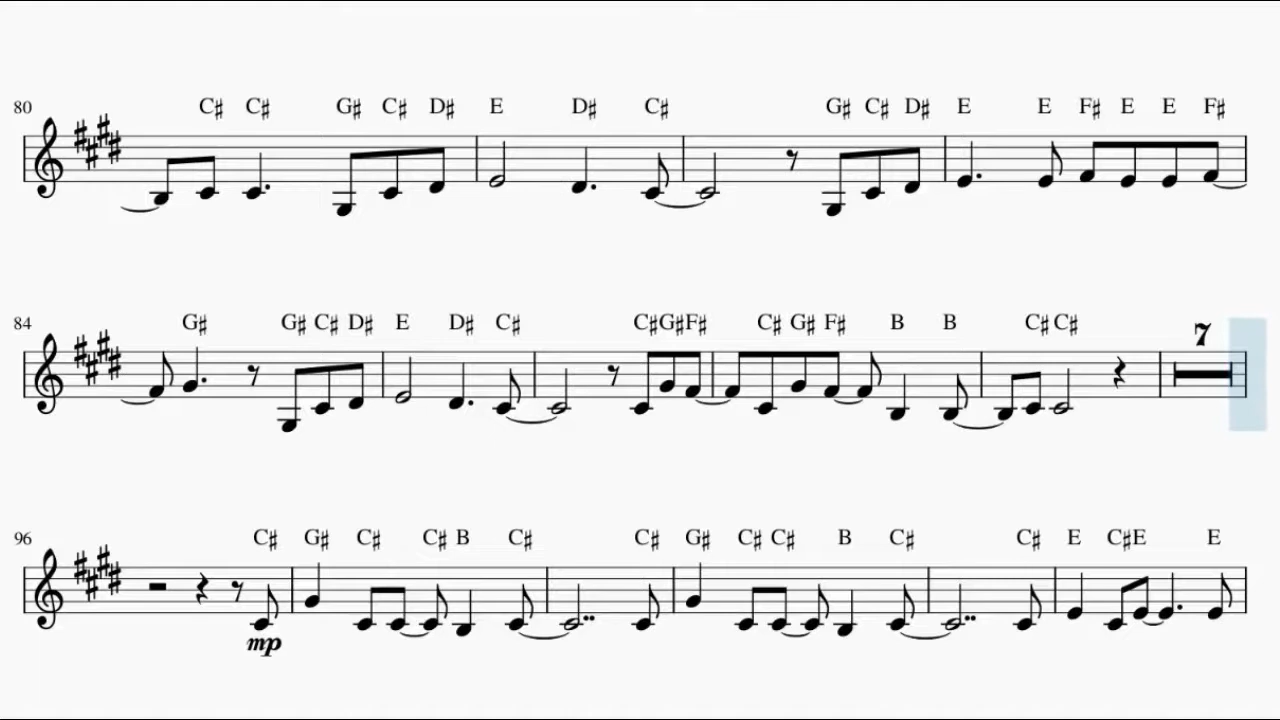 80 C♯ C♯ G♯ C♯ D♯ E D♯ C♯ G♯ C♯ D♯ E E F♯ E E F♯
84 G♯ G♯ C♯ D♯ E D♯ C♯ C♯ G♯ F♯ C♯ G♯ F♯ B B C♯ C♯ 7
96 C♯ G♯ C♯ C♯ B C♯ C♯ G♯ C♯ C♯ B C♯ C♯ E C♯ E E
mp